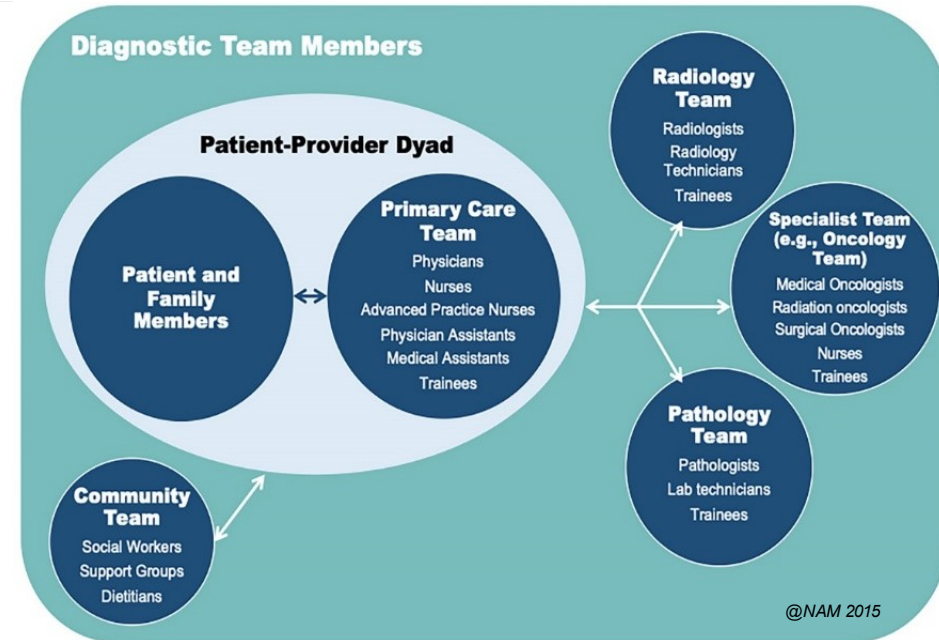 Diagnostic Team Members
Patient-Provider Dyad
Patient and
Family
Members
Primary Care
Team
Physicians
Nurses
Advanced Practice Nurses
Physician Assistants
Medical Assistants
Trainees
Community
Team
Social Workers
Support Groups
Dietitians
Radiology
Team
Radiologists
Radiology
Technicians
Trainees
Specialist Team
(e.g., Oncology
Team)
Medical Oncologists
Radiation oncologists
Surgical Oncologists
Nurses
Trainees
Pathology
Team
Pathologists
Lab technicians
Trainees
@NAM 2015